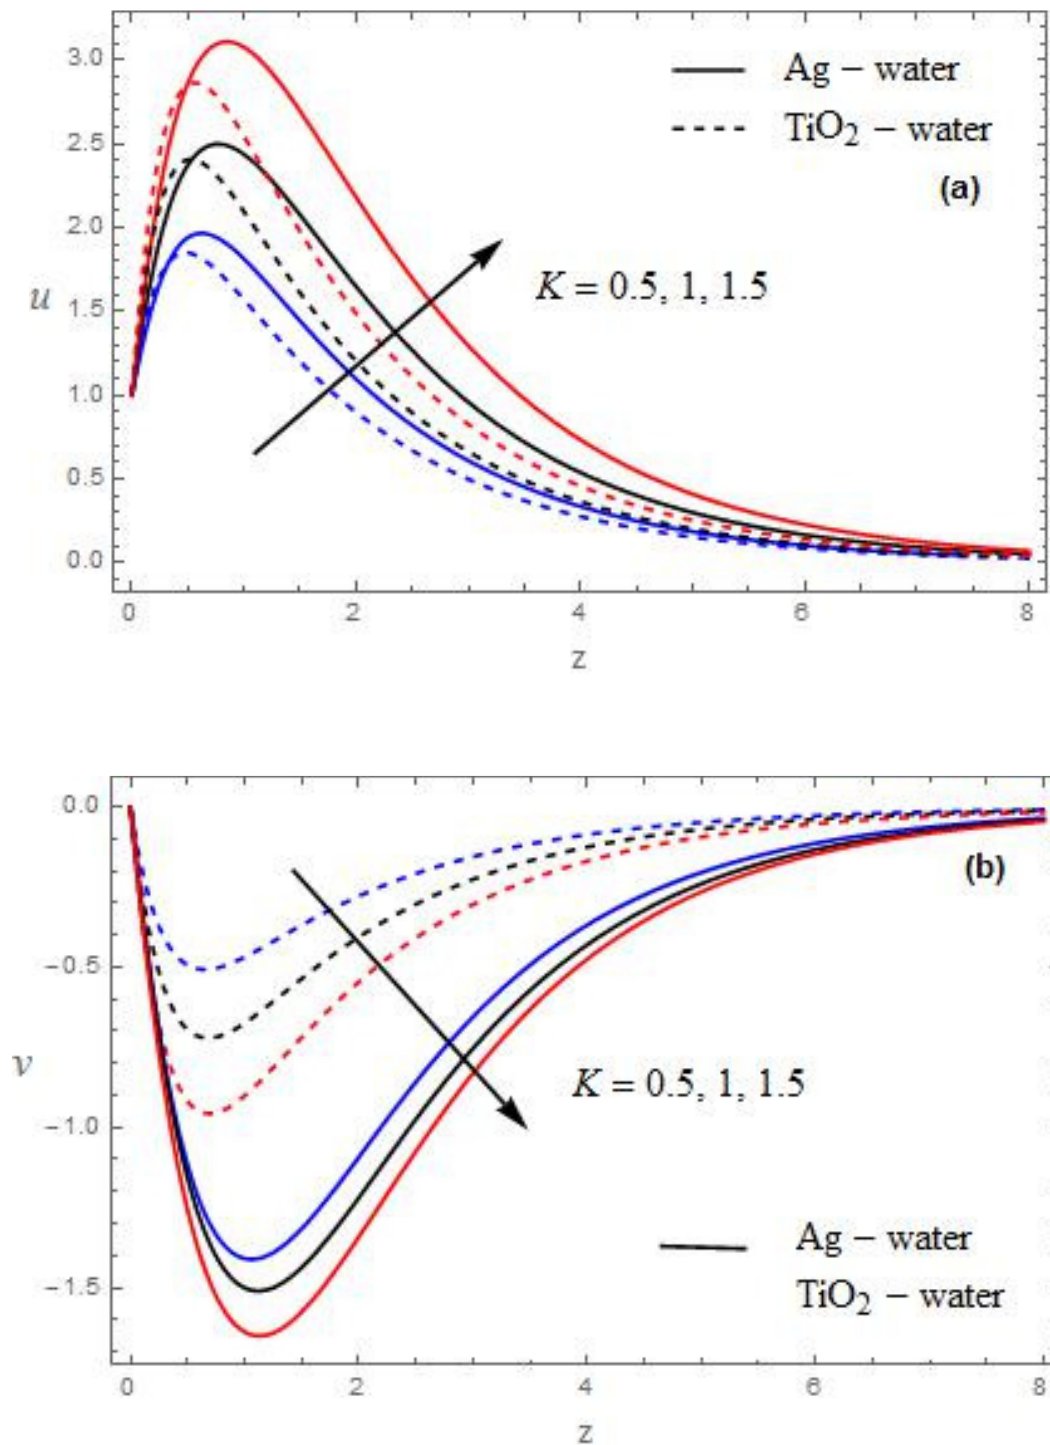 3.0
Ag – water
2.5
TiO2 – water
(a)
2.0
u
K = 0.5, 1, 1.5
1.5
1.0
0.5
0.0
0 2 4 6 8
z
0.0
(b)
−0.5
v
K = 0.5, 1, 1.5
−1.0
Ag – water
−1.5
TiO2 – water
0 2 4 6 8
z